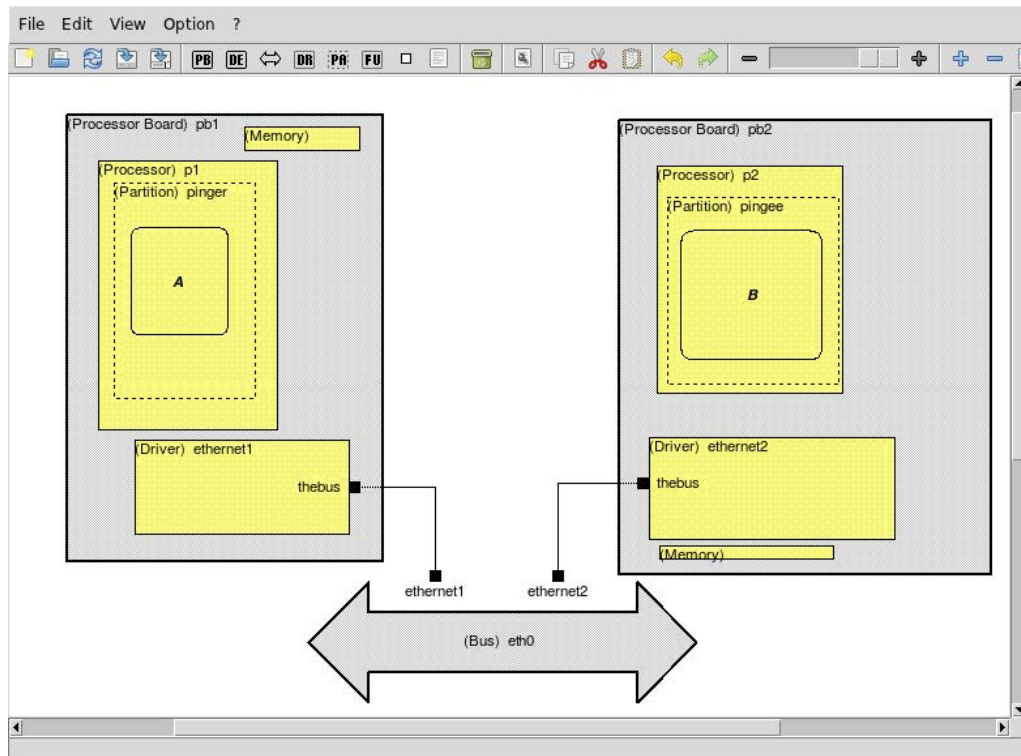 File Edit View Option ?
PB DE DR PA FU
(Processor Board) pb1
(Memory)
(Processor) p1
(Partition) pinger
A
(Driver) ethernet1
thebus
(Processor Board) pb2
(Processor) p2
(Partition) pingee
B
(Driver) ethernet2
thebus
(Memory)
ethernet1
ethernet2
(Bus) eth0